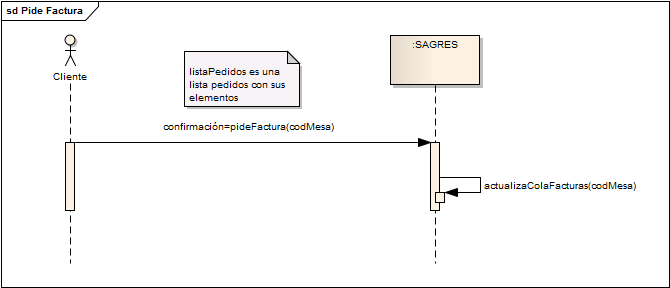 sd Pide Factura
Cliente
listaPedidos es una
lista pedidos con sus
elementos
:SAGRES
confirmación=pideFactura(codMesa)
actualizaColaFacturas(codMesa)